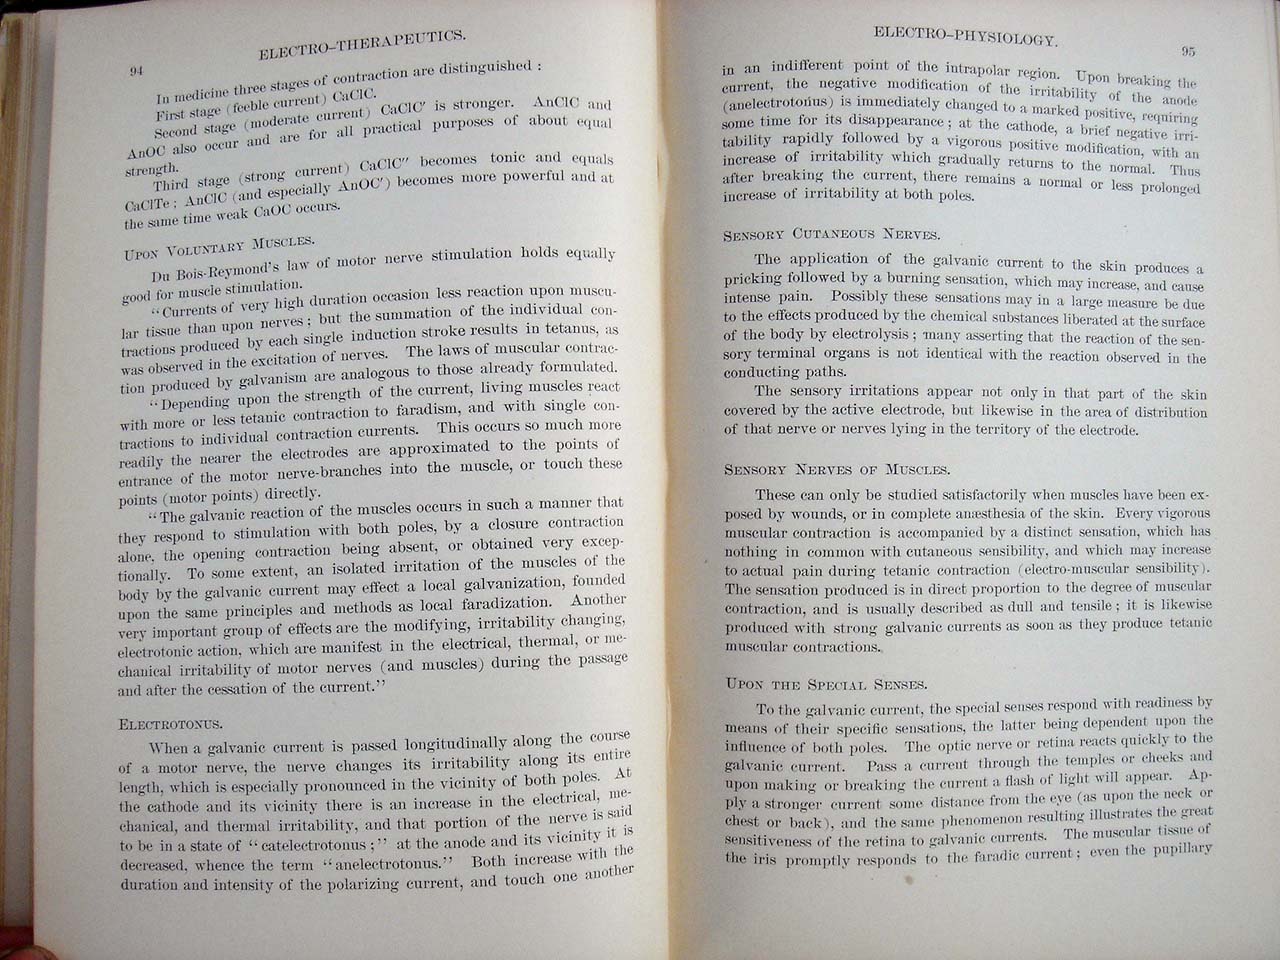 94
ELECTRO-THERAPEUTICS.
In medicine three stages of contraction are distinguished :
First stage (feeble current) CaClC.
Second stage (moderate current) CaClC′ is stronger. AnClC and
AnOC also occur and are for all practical purposes of about equal
strength.
Third stage (strong current) CaClC″ becomes tonic and equals
CaClTe ; AnClC (and especially AnOC′) becomes more powerful and at
the same time weak CaOC occurs.
UPON VOLUNTARY MUSCLES.
Du Bois-Reymond's law of motor nerve stimulation holds equally
good for muscle stimulation.
“Currents of very high duration occasion less reaction upon muscu-
lar tissue than upon nerves ; but the summation of the individual con-
tractions produced by each single induction stroke results in tetanus, as
was observed in the excitation of nerves. The laws of muscular contrac-
tion produced by galvanism are analogous to those already formulated.
“Depending upon the strength of the current, living muscles react
with more or less tetanic contraction to faradism, and with single con-
tractions to individual contraction currents. This occurs so much more
readily the nearer the electrodes are approximated to the points of
entrance of the motor nerve-branches into the muscle, or touch these
points (motor points) directly.
“The galvanic reaction of the muscles occurs in such a manner that
they respond to stimulation with both poles, by a closure contraction
alone, the opening contraction being absent, or obtained very excep-
tionally. To some extent, an isolated irritation of the muscles of the
body by the galvanic current may effect a local galvanization, founded
upon the same principles and methods as local faradization. Another
very important group of effects are the modifying, irritability changing,
electrotonic action, which are manifest in the electrical, thermal, or me-
chanical irritability of motor nerves (and muscles) during the passage
and after the cessation of the current.”
ELECTROTONUS.
When a galvanic current is passed longitudinally along the course
of a motor nerve, the nerve changes its irritability along its entire
length, which is especially pronounced in the vicinity of both poles. At
the cathode and its vicinity there is an increase in the electrical, me-
chanical, and thermal irritability, and that portion of the nerve is said
to be in a state of “catelectrotonus ;” at the anode and its vicinity it is
decreased, whence the term “anelectrotonus.” Both increase with the
duration and intensity of the polarizing current, and touch one another
ELECTRO-PHYSIOLOGY.
95
in an indifferent point of the intrapolar region. Upon breaking the
current, the negative modification of the irritability of the anode
(anelectrotonus) is immediately changed to a marked positive, requiring
some time for its disappearance ; at the cathode, a brief negative irri-
tability rapidly followed by a vigorous positive modification, with an
increase of irritability which gradually returns to the normal. Thus
after breaking the current, there remains a normal or less prolonged
increase of irritability at both poles.
SENSORY CUTANEOUS NERVES.
The application of the galvanic current to the skin produces a
pricking followed by a burning sensation, which may increase, and cause
intense pain. Possibly these sensations may in a large measure be due
to the effects produced by the chemical substances liberated at the surface
of the body by electrolysis ; many asserting that the reaction of the sen-
sory terminal organs is not identical with the reaction observed in the
conducting paths.
The sensory irritations appear not only in that part of the skin
covered by the active electrode, but likewise in the area of distribution
of that nerve or nerves lying in the territory of the electrode.
SENSORY NERVES OF MUSCLES.
These can only be studied satisfactorily when muscles have been ex-
posed by wounds, or in complete anæsthesia of the skin. Every vigorous
muscular contraction is accompanied by a distinct sensation, which has
nothing in common with cutaneous sensibility, and which may increase
to actual pain during tetanic contraction (electro-muscular sensibility).
The sensation produced is in direct proportion to the degree of muscular
contraction, and is usually described as dull and tensile ; it is likewise
produced with strong galvanic currents as soon as they produce tetanic
muscular contractions.
UPON THE SPECIAL SENSES.
To the galvanic current, the special senses respond with readiness by
means of their specific sensations, the latter being dependent upon the
influence of both poles. The optic nerve or retina reacts quickly to the
galvanic current. Pass a current through the temples or cheeks and
upon making or breaking the current a flash of light will appear. Ap-
ply a stronger current some distance from the eye (as upon the neck or
chest or back), and the same phenomenon resulting illustrates the great
sensitiveness of the retina to galvanic currents. The muscular tissue of
the iris promptly responds to the faradic current ; even the pupillary